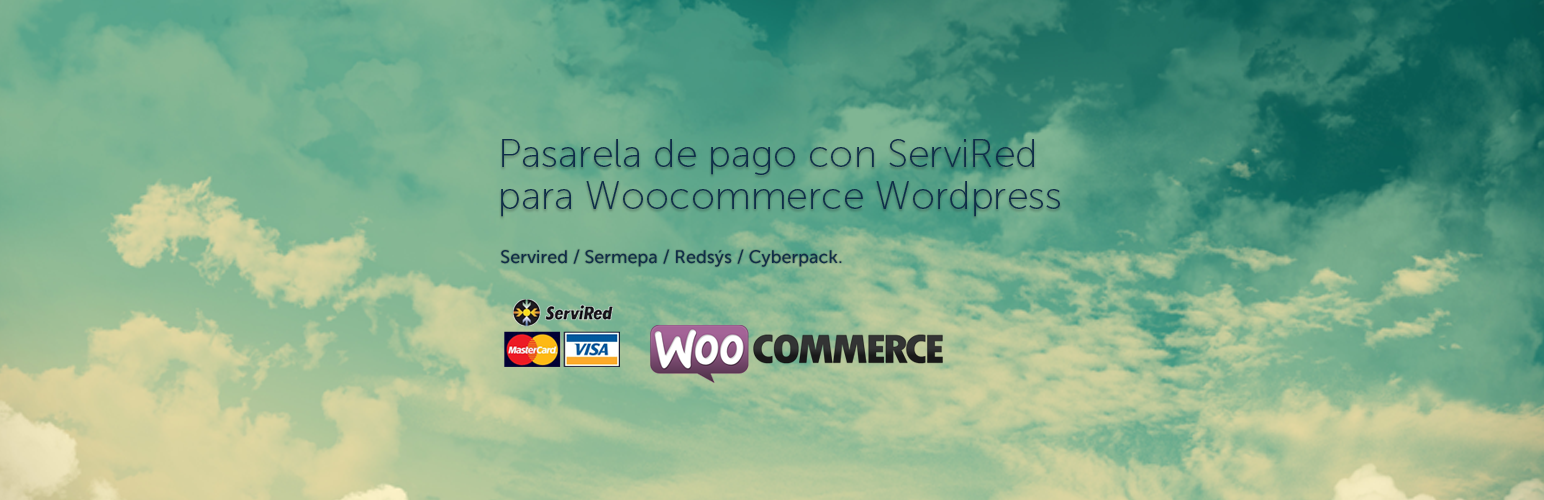 Pasarela de pago con ServiRed
para Woocommerce Wordpress
Servired / Sermepa / Redsýs / Cyberpack.
ServiRed
MasterCard VISA
WOO COMMERCE